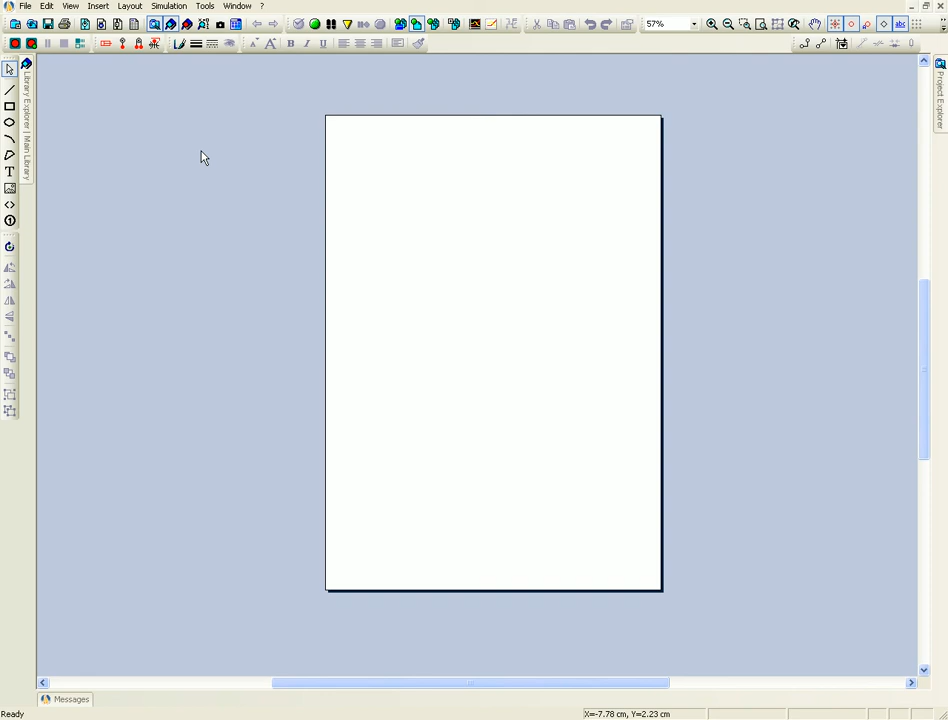 File Edit View Insert Layout Simulation Tools Window ?
57%
abc
B I U
Library Explorer | Main Library
Project Explorer
T
Messages
Ready
X=-7.78 cm, Y=2.23 cm